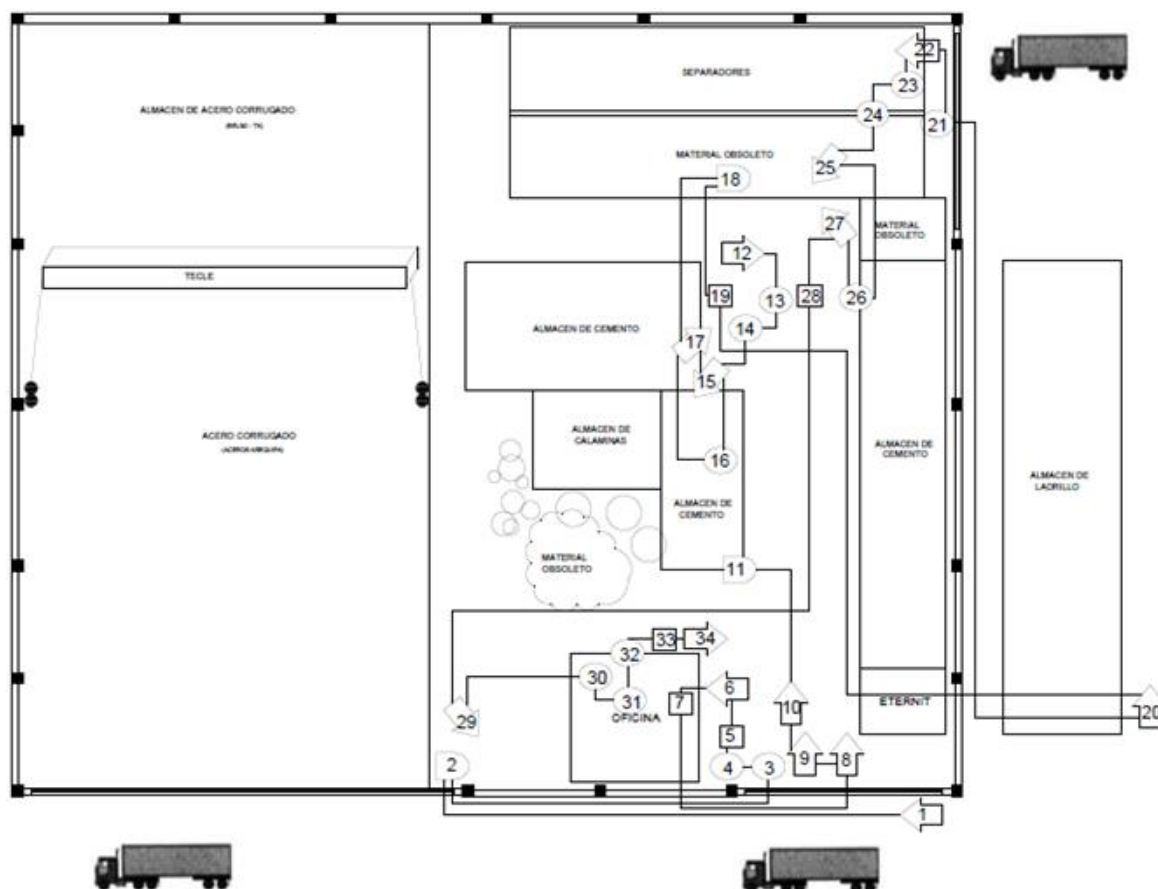 SEPARADORES
22
23
ALMACEN DE ACERO CORRUGADO
24
21
MATERIAL OBSOLETO
25
18
27
MATERIAL
OBSOLETO
12
TECLE
19
13
28
26
14
ALMACEN DE CEMENTO
17
15
ACERO CORRUGADO
(ACEROS AREQUIPA)
ALMACEN DE
CALAMINAS
16
ALMACEN DE
CEMENTO
ALMACEN DE
CEMENTO
ALMACEN DE
LADRILLO
MATERIAL
OBSOLETO
11
33
34
32
30
31
OFICINA
6
7
10
ETERNIT
20
29
5
2
4
3
9
8
1